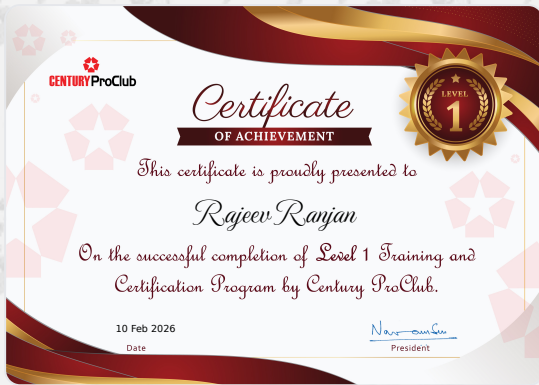 CENTURY ProClub
LEVEL
1
Certificate
OF ACHIEVEMENT
This certificate is proudly presented to
Rajeev Ranjan
On the successful completion of Level 1 Training and
Certification Program by Century ProClub.
10 Feb 2026
Date
President